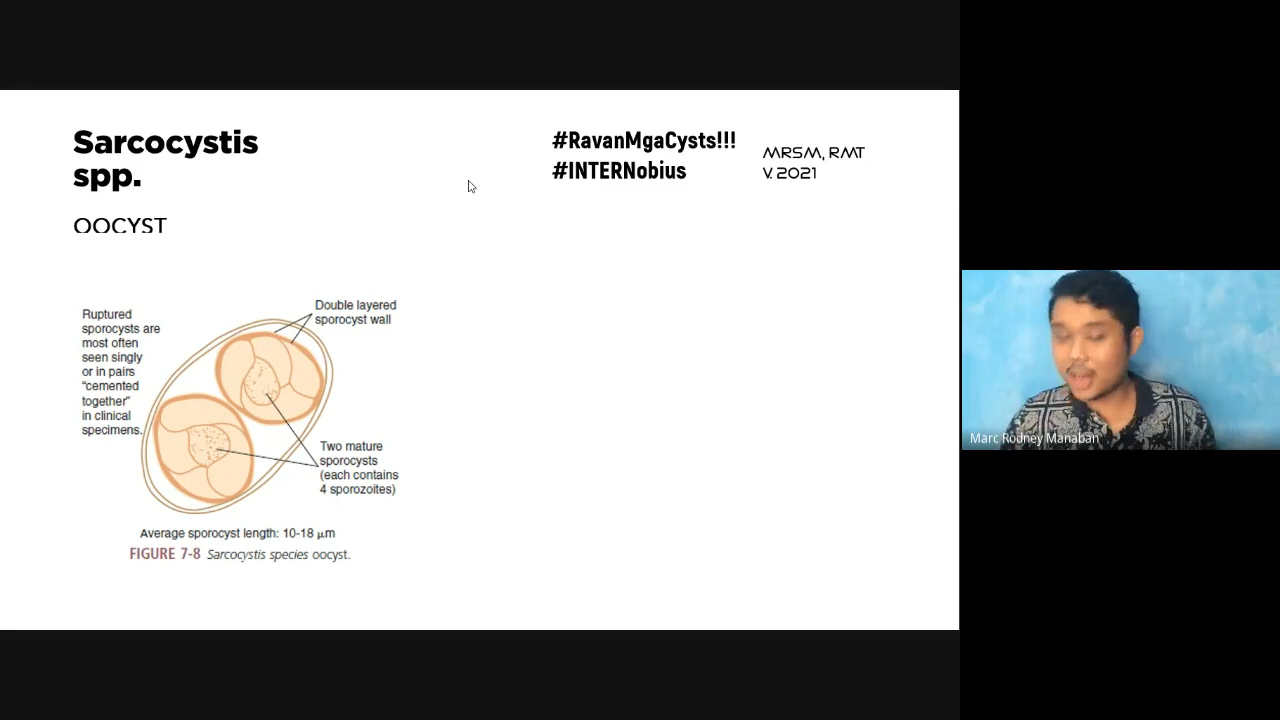 Sarcocystis
spp.
OOCYST
#RavanMgaCysts!!!
#INTERNobius
MRSM, RMT
V. 2021
Ruptured
sporocysts are
most often
seen singly
or in pairs
"cemented
together"
in clinical
specimens.
Double layered
sporocyst wall
Two mature
sporocysts
(each contains
4 sporozoites)
Average sporocyst length: 10-18 µm
FIGURE 7-8 Sarcocystis species oocyst.
Marc Rodney Manaban